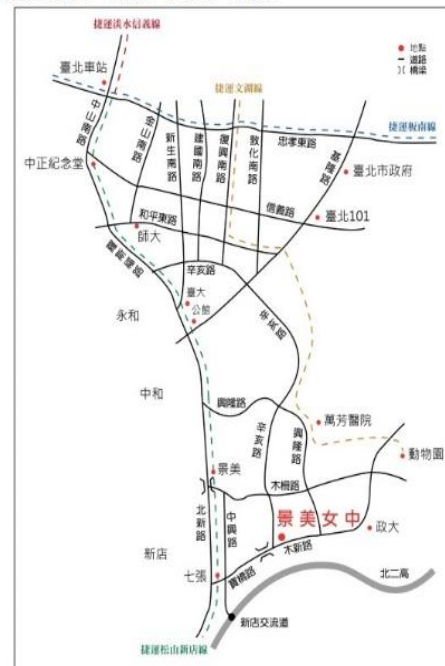 捷運淡水信義線
地點
道路
橋梁
臺北車站
中山南路
金山南路
新生南路
建國南路
復興南路
捷運文湖線
敦化南路
忠孝東路
捷運板南線
基隆路
中正紀念堂
臺北市政府
信義路
臺北101
和平東路
師大
羅斯福路
辛亥路
臺大
公館
永和
辛亥路
中和
興隆路
辛亥路
興隆路
萬芳醫院
動物園
景美
木柵路
北新路
中興路
景美女中
政大
木新路
新店
七張
寶橋路
北二高
新店交流道
捷運松山新店線